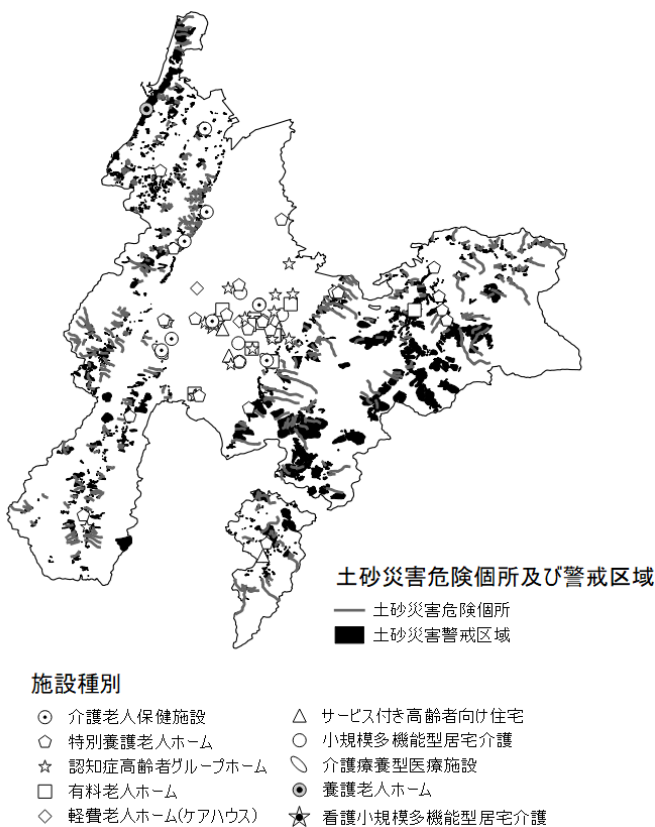 土砂災害危険個所及び警戒区域
土砂災害危険個所
土砂災害警戒区域
施設種別
介護老人保健施設
特別養護老人ホーム
認知症高齢者グループホーム
有料老人ホーム
軽費老人ホーム(ケアハウス)
サービス付き高齢者向け住宅
小規模多機能型居宅介護
介護療養型医療施設
養護老人ホーム
看護小規模多機能型居宅介護